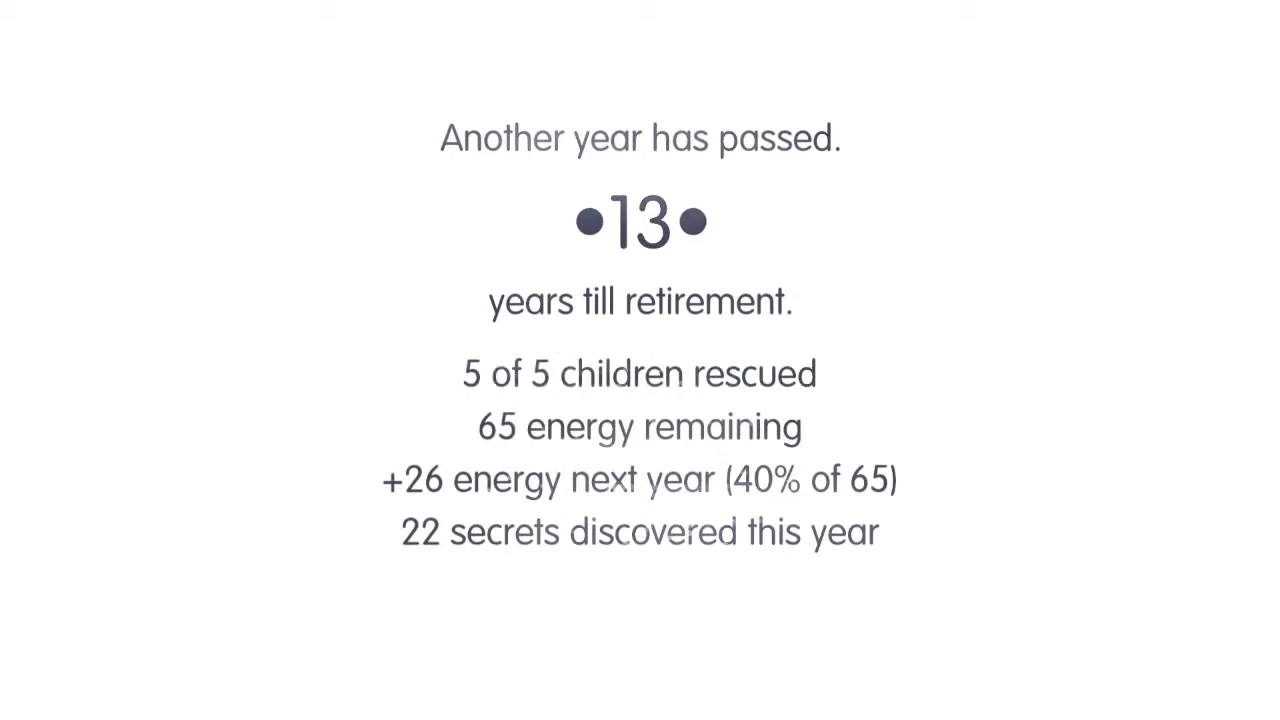 Another year has passed.
•13•
years till retirement.
5 of 5 children rescued
65 energy remaining
+26 energy next year (40% of 65)
22 secrets discovered this year